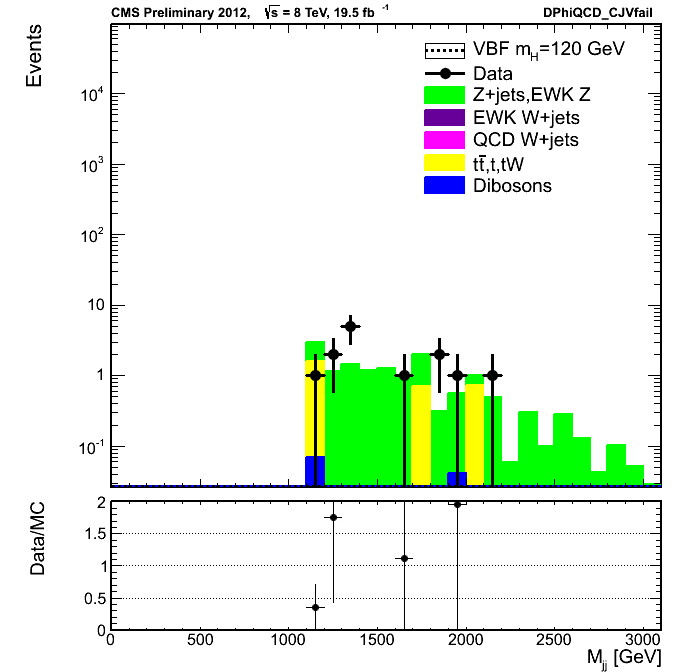 CMS Preliminary 2012, √s = 8 TeV, 19.5 fb⁻¹ DPhiQCD_CJVfail
Events
VBF m_H=120 GeV
Data
Z+jets,EWK Z
EWK W+jets
QCD W+jets
tt̄,t,tW
Dibosons
10⁴
10³
10²
10
1
10⁻¹
Data/MC
2
1.5
1
0.5
0
0 500 1000 1500 2000 2500 3000
M_jj [GeV]